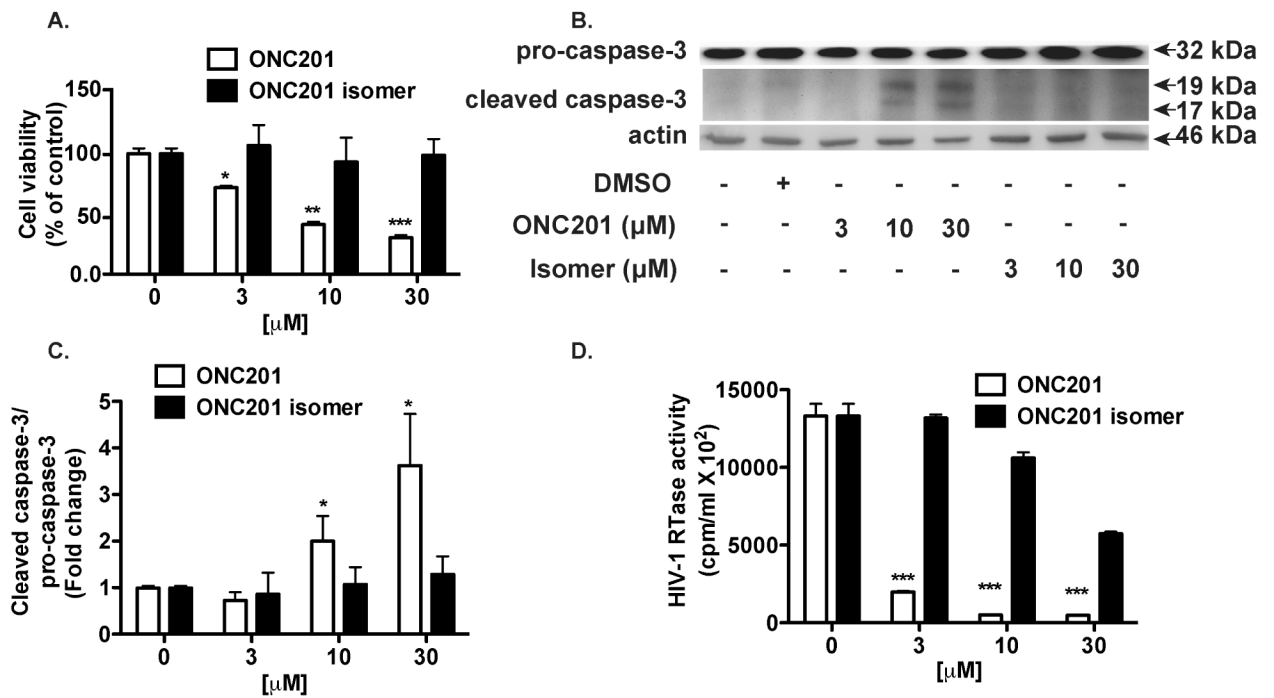 A.
ONC201
ONC201 isomer
Cell viability
(% of control)
150
100
50
0.0
*
**
***
0 3 10 30
[µM]
B.
pro-caspase-3
cleaved caspase-3
actin
32 kDa
19 kDa
17 kDa
46 kDa
DMSO - + - - - - - -
ONC201 (µM) - - 3 10 30 - - -
Isomer (µM) - - - - - 3 10 30
C.
ONC201
ONC201 isomer
Cleaved caspase-3/
pro-caspase-3
(Fold change)
5
4
3
2
1
0
*
*
0 3 10 30
[µM]
D.
ONC201
ONC201 isomer
HIV-1 RTase activity
(cpm/ml X 10²)
15000
10000
5000
0
*** *** ***
0 3 10 30
[µM]